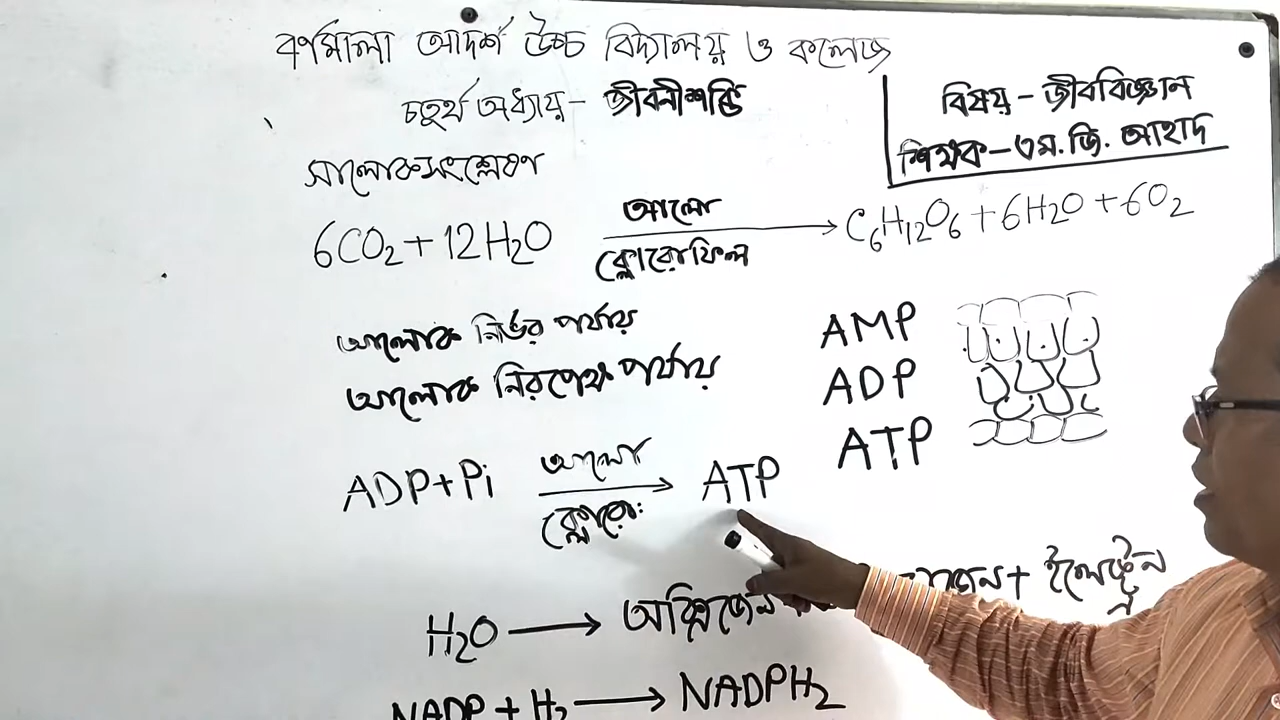 বর্ণমালা আদর্শ উচ্চ বিদ্যালয় ও কলেজ
চতুর্থ অধ্যায় - জীবনীশক্তি
বিষয় - জীববিজ্ঞান
শিক্ষক - এম. জি. আহাদ
সালোকসংশ্লেষণ
আলো
6CO₂ + 12H₂O → C₆H₁₂O₆ + 6H₂O + 6O₂
ক্লোরোফিল
আলোক নির্ভর পর্যায়
আলোক নিরপেক্ষ পর্যায়
AMP
ADP
ATP
আলো
ADP + Pi → ATP
ক্লোরো:
H₂O → অক্সিজেন + ইলেকট্রন
NADP + H₂ → NADPH₂